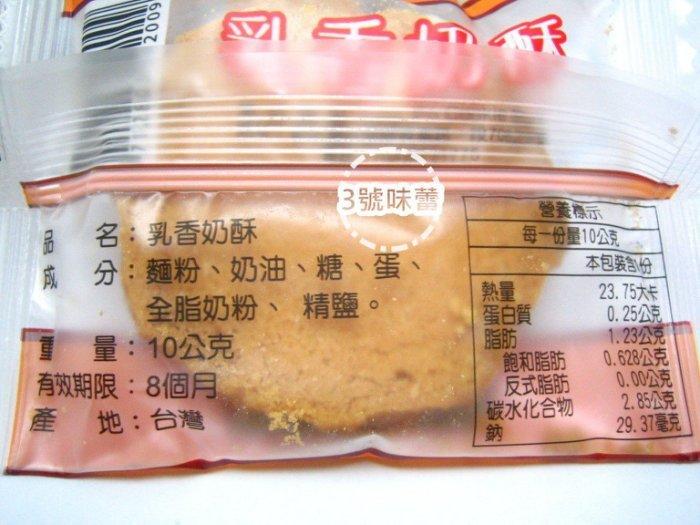 2009
乳香奶酥
3號味蕾
品 名：乳香奶酥
成 分：麵粉、奶油、糖、蛋、
全脂奶粉、精鹽。
重 量：10公克
有效期限：8個月
產 地：台灣
營養標示
每一份量10公克
本包裝含1份
熱量 23.75大卡
蛋白質 0.25公克
脂肪 1.23公克
飽和脂肪 0.628公克
反式脂肪 0.00公克
碳水化合物 2.85公克
鈉 29.37毫克